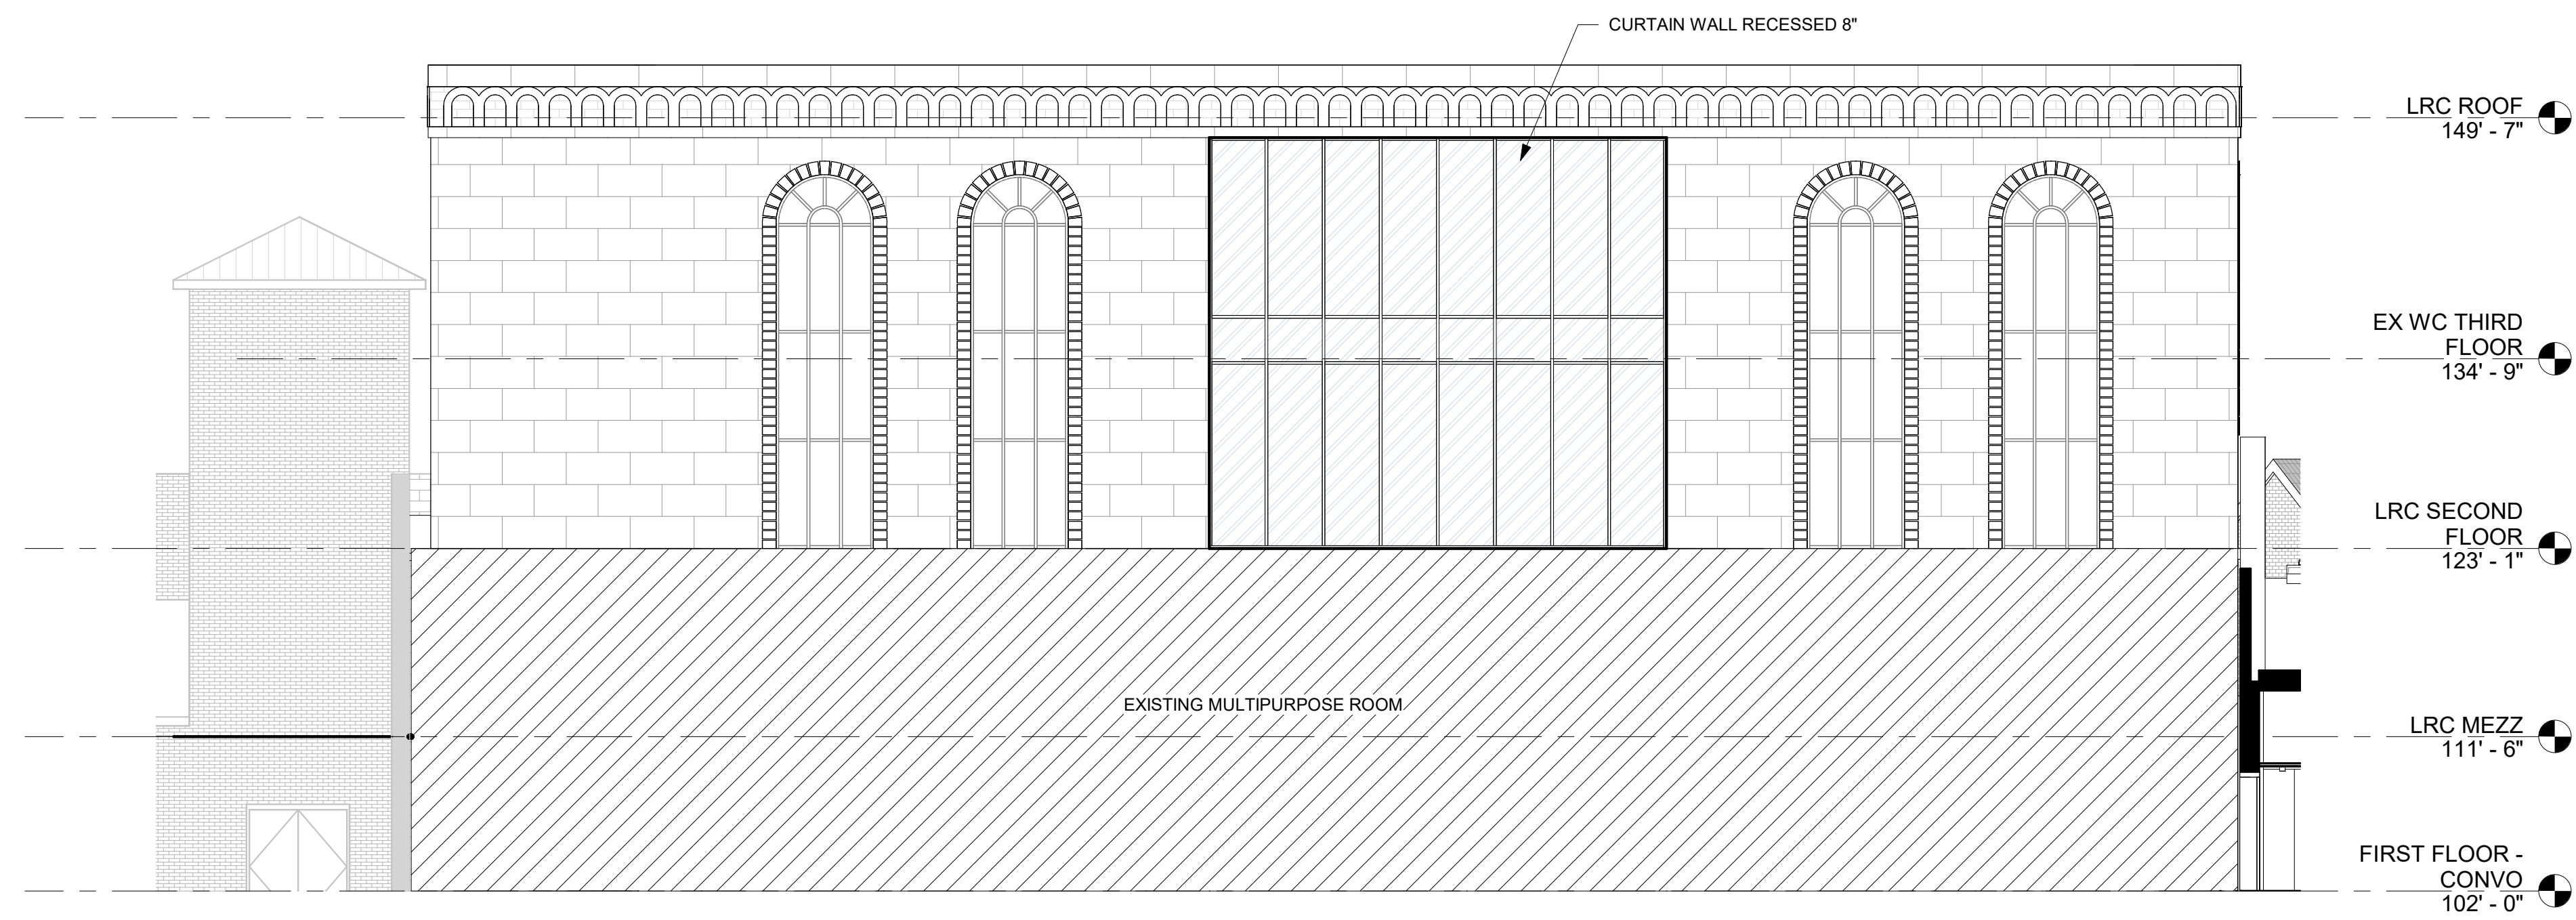 CURTAIN WALL RECESSED 8"
LRC ROOF
149' - 7"
EX WC THIRD
FLOOR
134' - 9"
LRC SECOND
FLOOR
123' - 1"
EXISTING MULTIPURPOSE ROOM
LRC MEZZ
111' - 6"
FIRST FLOOR -
CONVO
102' - 0"